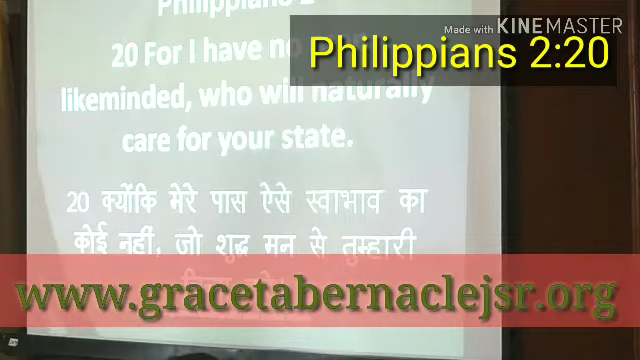 Philippians 2
Made with KINEMASTER
Philippians 2:20
20 For I have no
likeminded, who will naturally
care for your state.
20 क्योंकि मेरे पास ऐसे स्वाभाव का
कोई नहीं, जो शुद्ध मन से तुम्हारी
www.gracetabernaclejsr.org